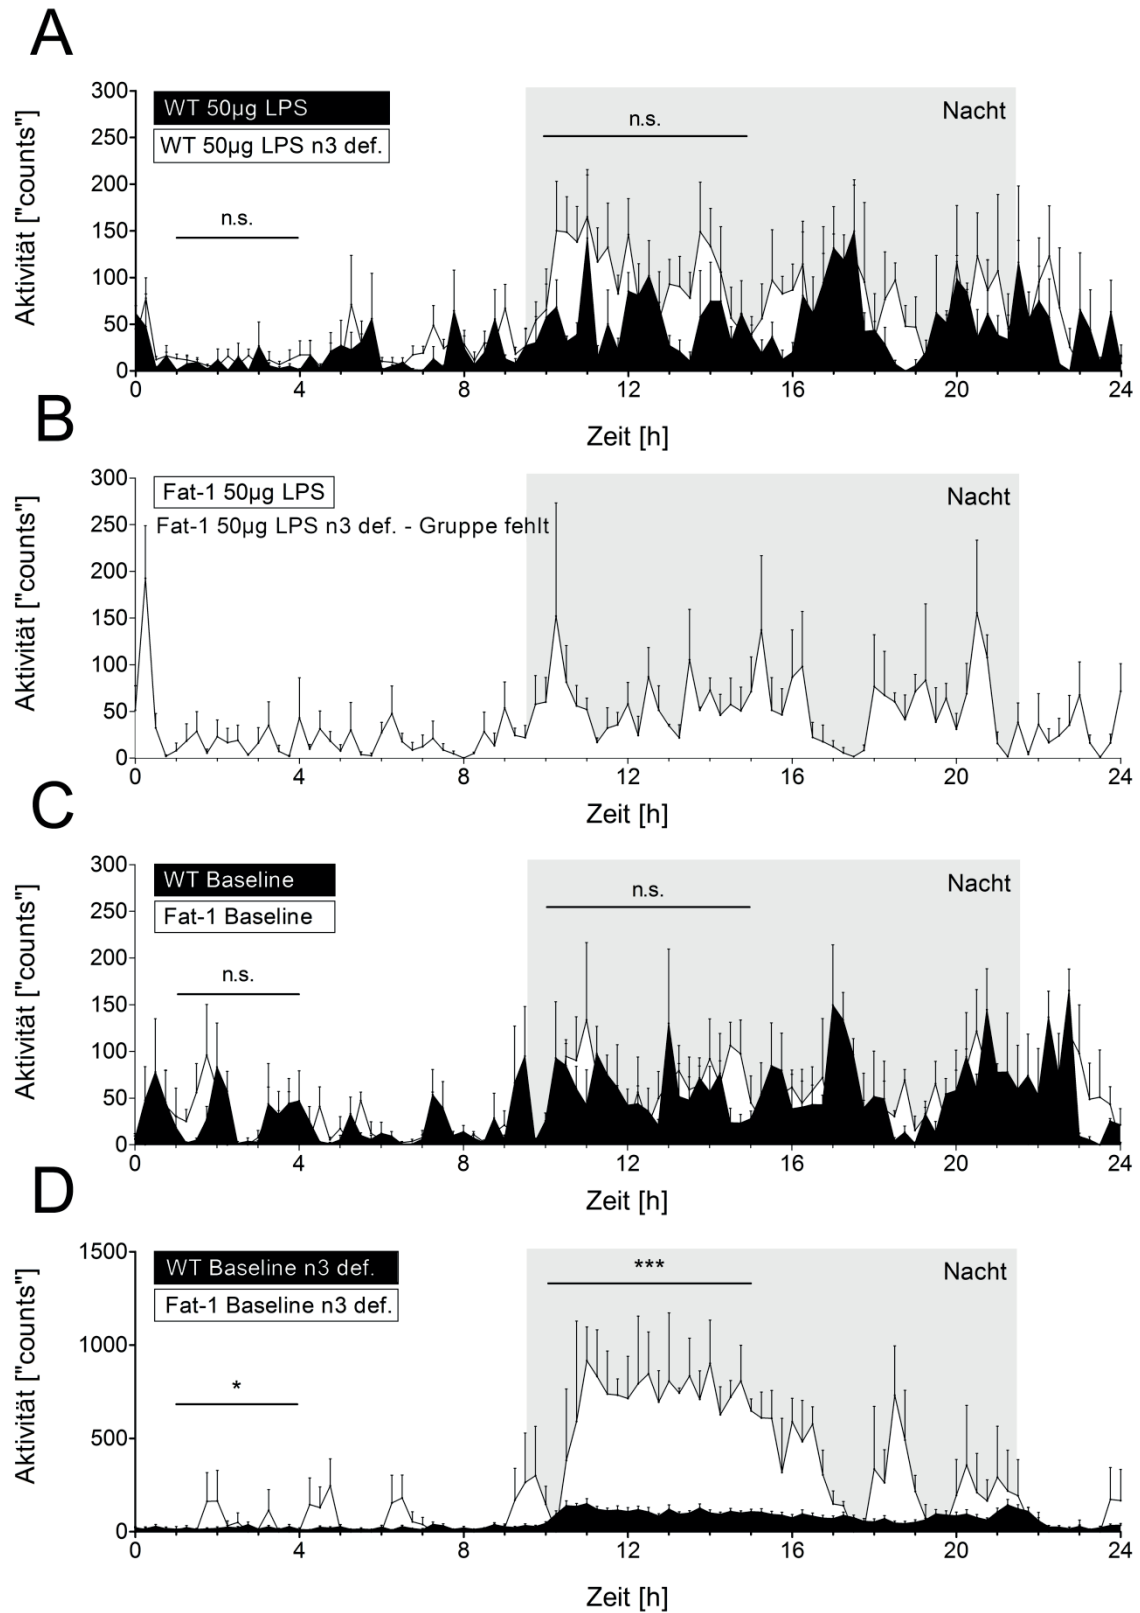 A
Aktivität ["counts"]
300
250
200
150
100
50
0
WT 50µg LPS
WT 50µg LPS n3 def.
n.s.
n.s.
Nacht
0 4 8 12 16 20 24
Zeit [h]
B
Aktivität ["counts"]
300
250
200
150
100
50
0
Fat-1 50µg LPS
Fat-1 50µg LPS n3 def. - Gruppe fehlt
Nacht
0 4 8 12 16 20 24
Zeit [h]
C
Aktivität ["counts"]
300
250
200
150
100
50
0
WT Baseline
Fat-1 Baseline
n.s.
n.s.
Nacht
0 4 8 12 16 20 24
Zeit [h]
D
Aktivität ["counts"]
1500
1000
500
0
WT Baseline n3 def.
Fat-1 Baseline n3 def.
*
***
Nacht
0 4 8 12 16 20 24
Zeit [h]